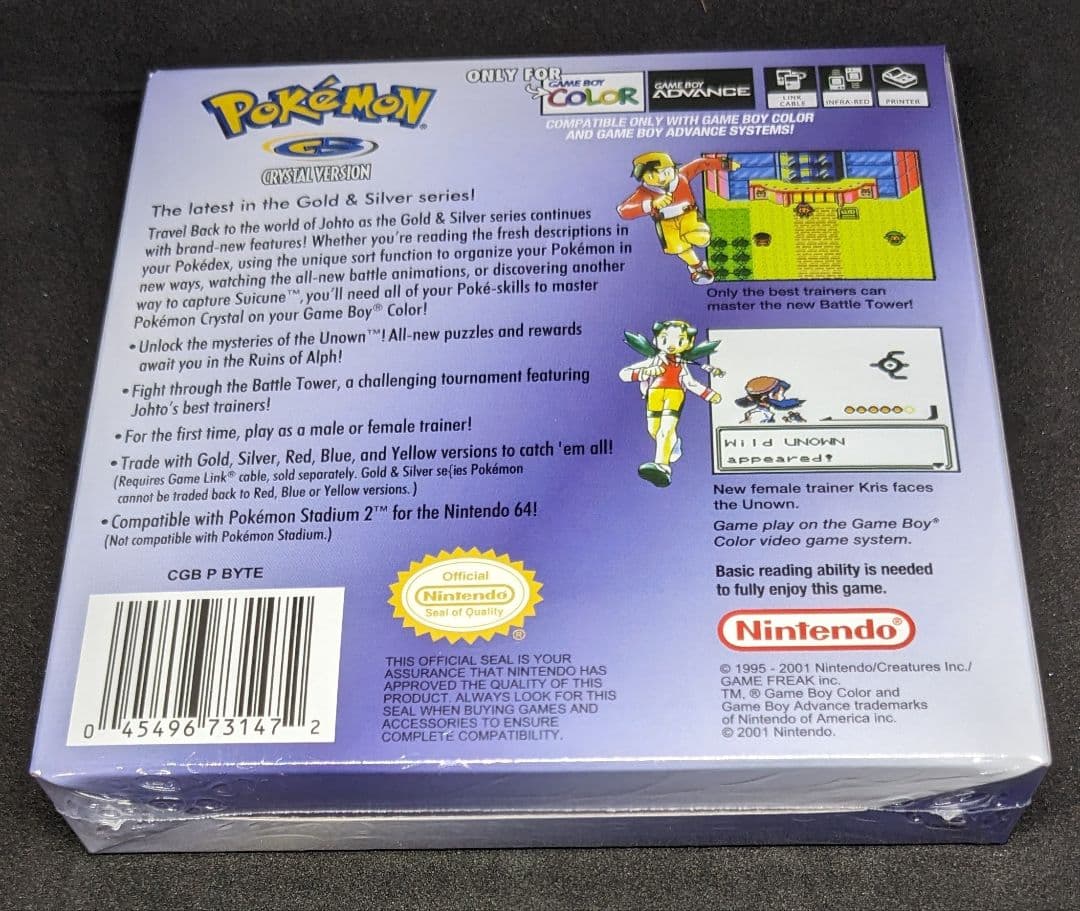 ONLY FOR
GAME BOY
COLOR
GAME BOY
ADVANCE
LINK
CABLE
INFRA-RED
PRINTER
COMPATIBLE ONLY WITH GAME BOY COLOR
AND GAME BOY ADVANCE SYSTEMS!
POKéMON®
GS
CRYSTAL VERSION
The latest in the Gold & Silver series!
Travel Back to the world of Johto as the Gold & Silver series continues
with brand-new features! Whether you're reading the fresh descriptions in
your Pokédex, using the unique sort function to organize your Pokémon in
new ways, watching the all-new battle animations, or discovering another
way to capture Suicune™, you'll need all of your Poké-skills to master
Pokémon Crystal on your Game Boy® Color!
• Unlock the mysteries of the Unown™! All-new puzzles and rewards
await you in the Ruins of Alph!
• Fight through the Battle Tower, a challenging tournament featuring
Johto's best trainers!
• For the first time, play as a male or female trainer!
• Trade with Gold, Silver, Red, Blue, and Yellow versions to catch 'em all!
(Requires Game Link® cable, sold separately. Gold & Silver se{ies Pokémon
cannot be traded back to Red, Blue or Yellow versions. )
• Compatible with Pokémon Stadium 2™ for the Nintendo 64!
(Not compatible with Pokémon Stadium.)
Only the best trainers can
master the new Battle Tower!
Wild UNOWN
appeared!
New female trainer Kris faces
the Unown.
Game play on the Game Boy®
Color video game system.
Basic reading ability is needed
to fully enjoy this game.
Nintendo®
© 1995 - 2001 Nintendo/Creatures Inc./
GAME FREAK inc.
TM, ® Game Boy Color and
Game Boy Advance trademarks
of Nintendo of America inc.
© 2001 Nintendo.
CGB P BYTE
0 45496 73147 2
Official
Nintendo
Seal of Quality
®
THIS OFFICIAL SEAL IS YOUR
ASSURANCE THAT NINTENDO HAS
APPROVED THE QUALITY OF THIS
PRODUCT. ALWAYS LOOK FOR THIS
SEAL WHEN BUYING GAMES AND
ACCESSORIES TO ENSURE
COMPLETE COMPATIBILITY.